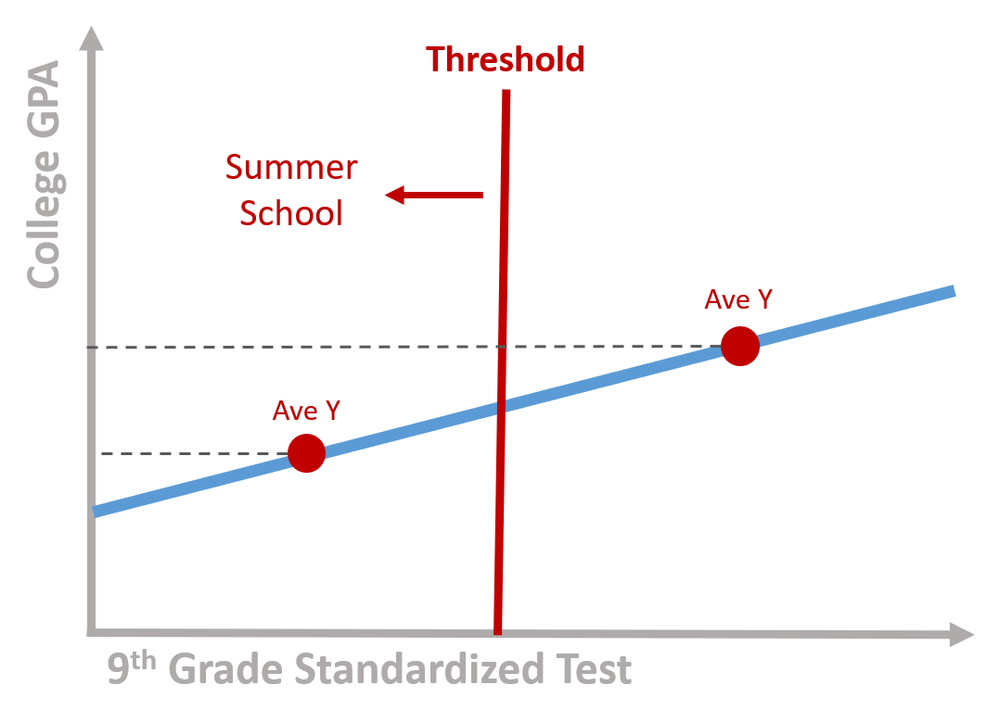 Threshold
College GPA
Summer
School
Ave Y
Ave Y
9th Grade Standardized Test